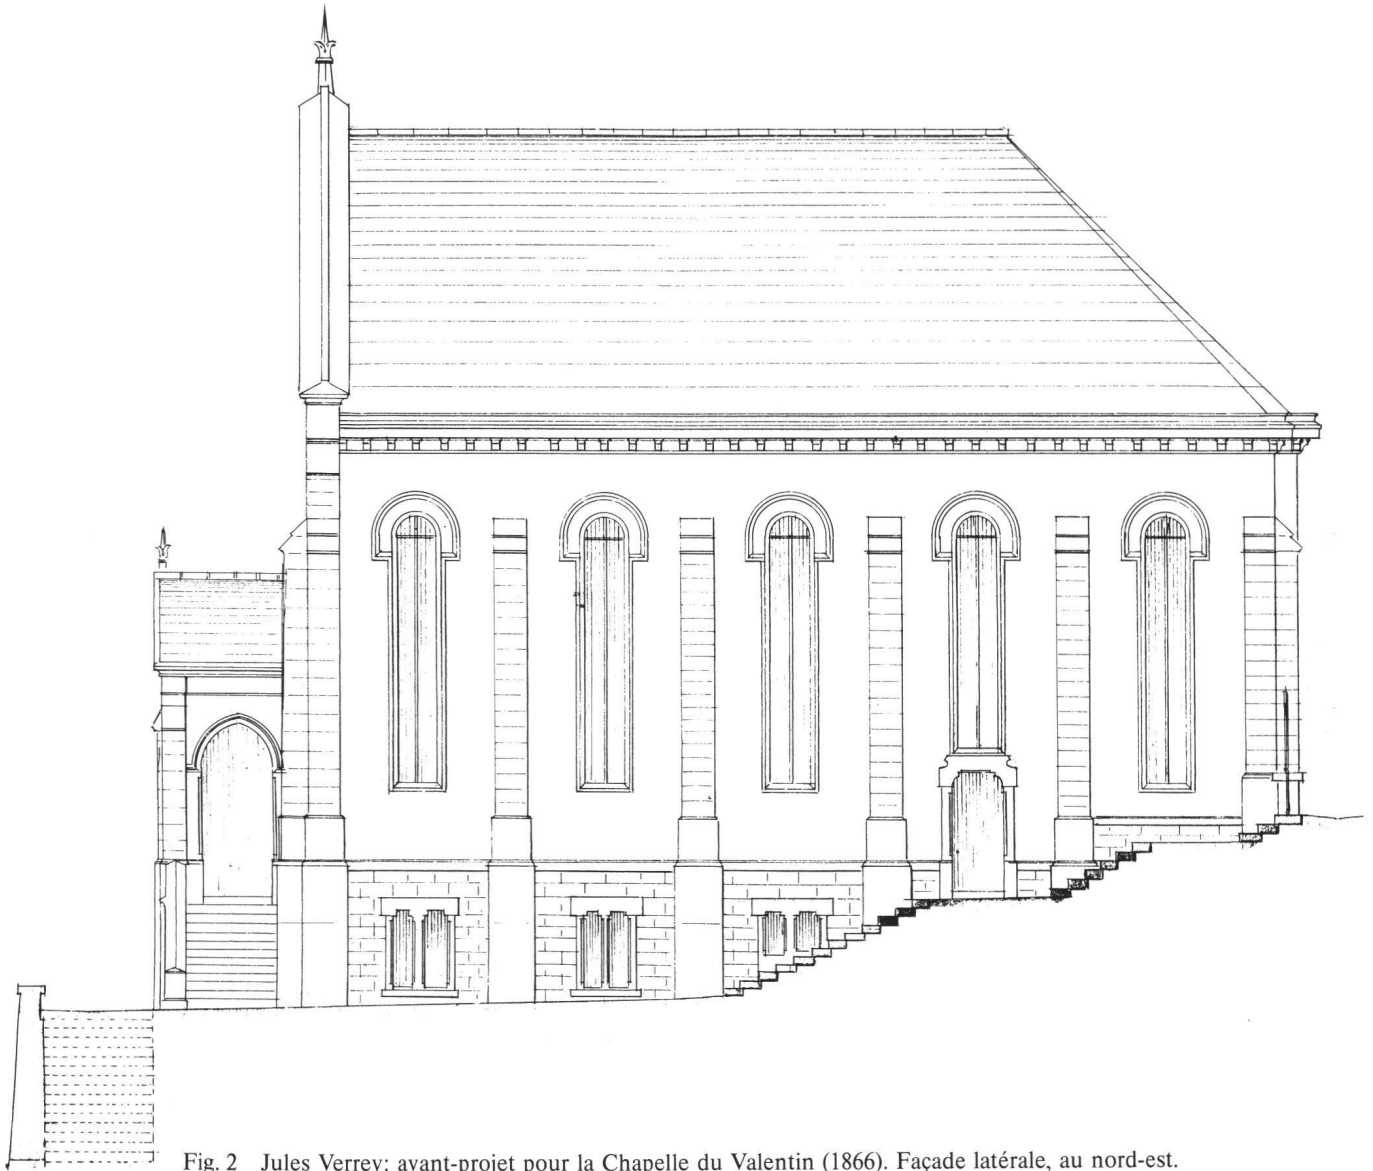 Fig. 2 Jules Verrey: avant-projet pour la Chapelle du Valentin (1866). Façade latérale, au nord-est.